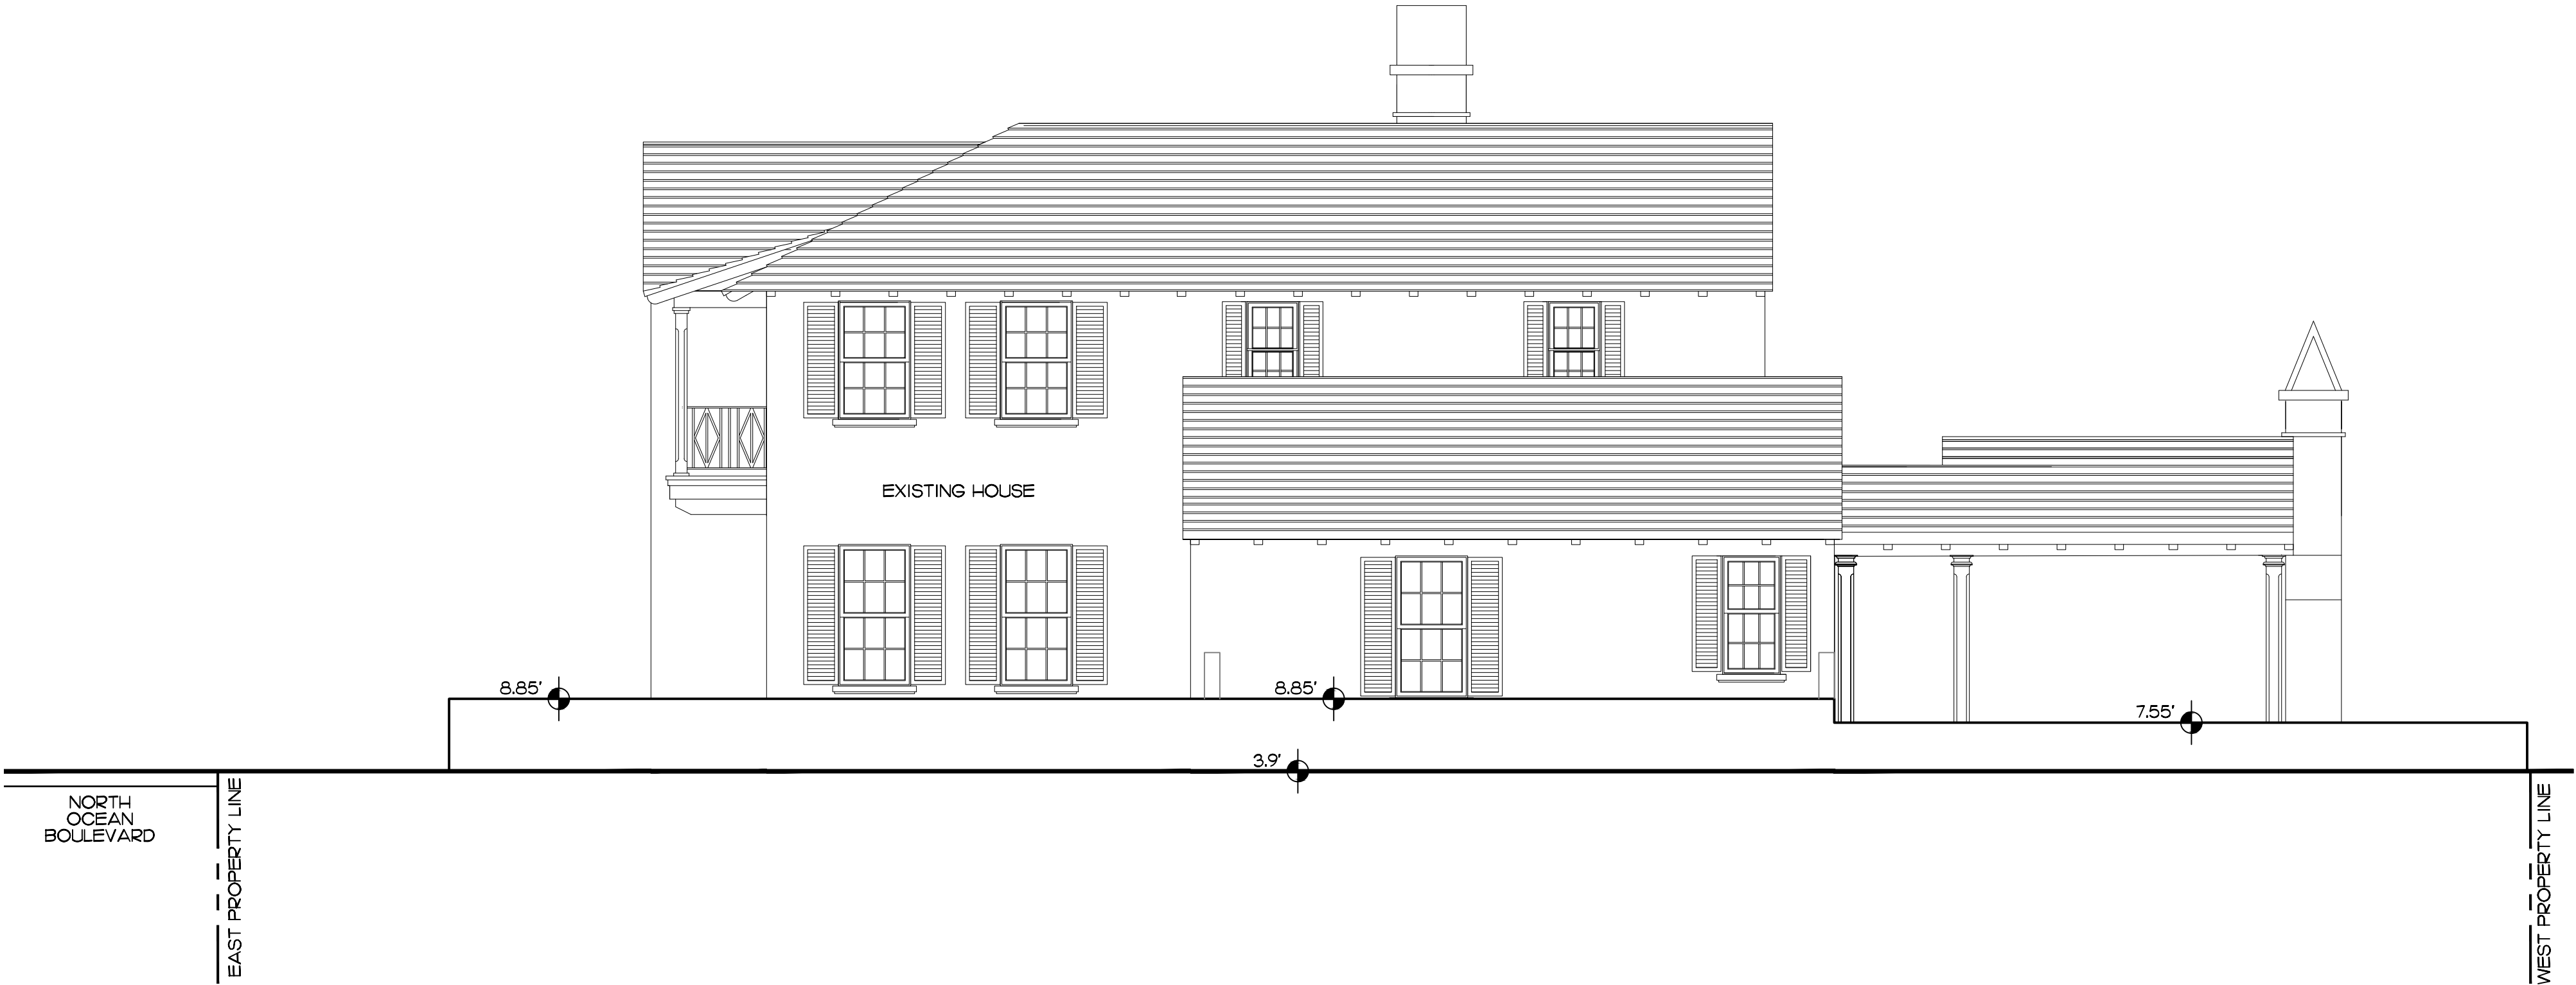 EXISTING HOUSE
8.85'
8.85'
7.55'
3.9'
NORTH
OCEAN
BOULEVARD
EAST PROPERTY LINE
WEST PROPERTY LINE